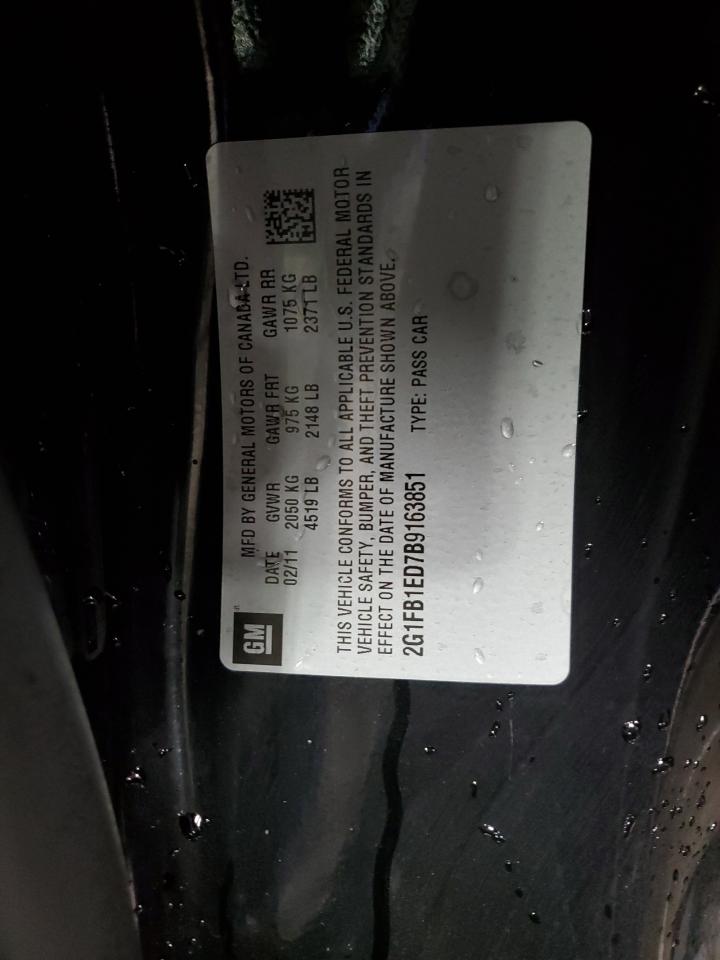 GM
MFD BY GENERAL MOTORS OF CANADA LTD.
DATE GVWR GAWR FRT GAWR RR
02/11 2050 KG 975 KG 1075 KG
4519 LB 2148 LB 2371 LB
THIS VEHICLE CONFORMS TO ALL APPLICABLE U.S. FEDERAL MOTOR
VEHICLE SAFETY, BUMPER, AND THEFT PREVENTION STANDARDS IN
EFFECT ON THE DATE OF MANUFACTURE SHOWN ABOVE.
2G1FB1ED7B9163851 TYPE: PASS CAR